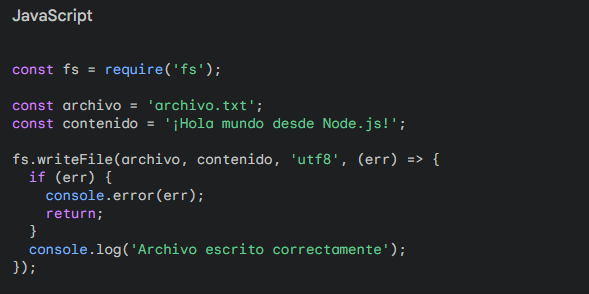 JavaScript
const fs = require('fs');
const archivo = 'archivo.txt';
const contenido = '¡Hola mundo desde Node.js!';
fs.writeFile(archivo, contenido, 'utf8', (err) => {
  if (err) {
    console.error(err);
    return;
  }
  console.log('Archivo escrito correctamente');
});